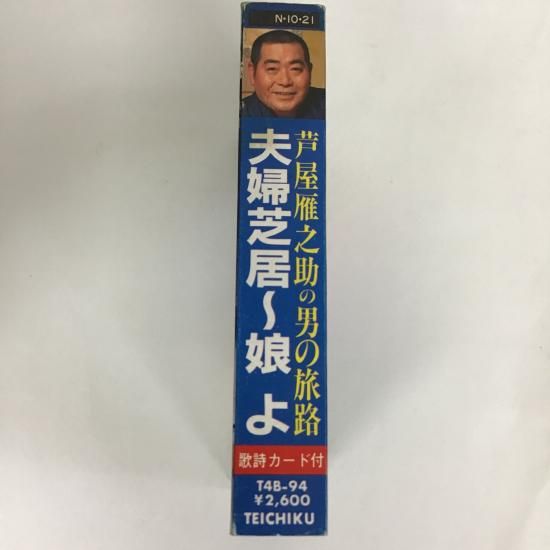 N・10・21
芦屋雁之助の男の旅路
夫婦芝居〜娘よ
歌詩カード付
T4B-94
¥2,600
TEICHIKU